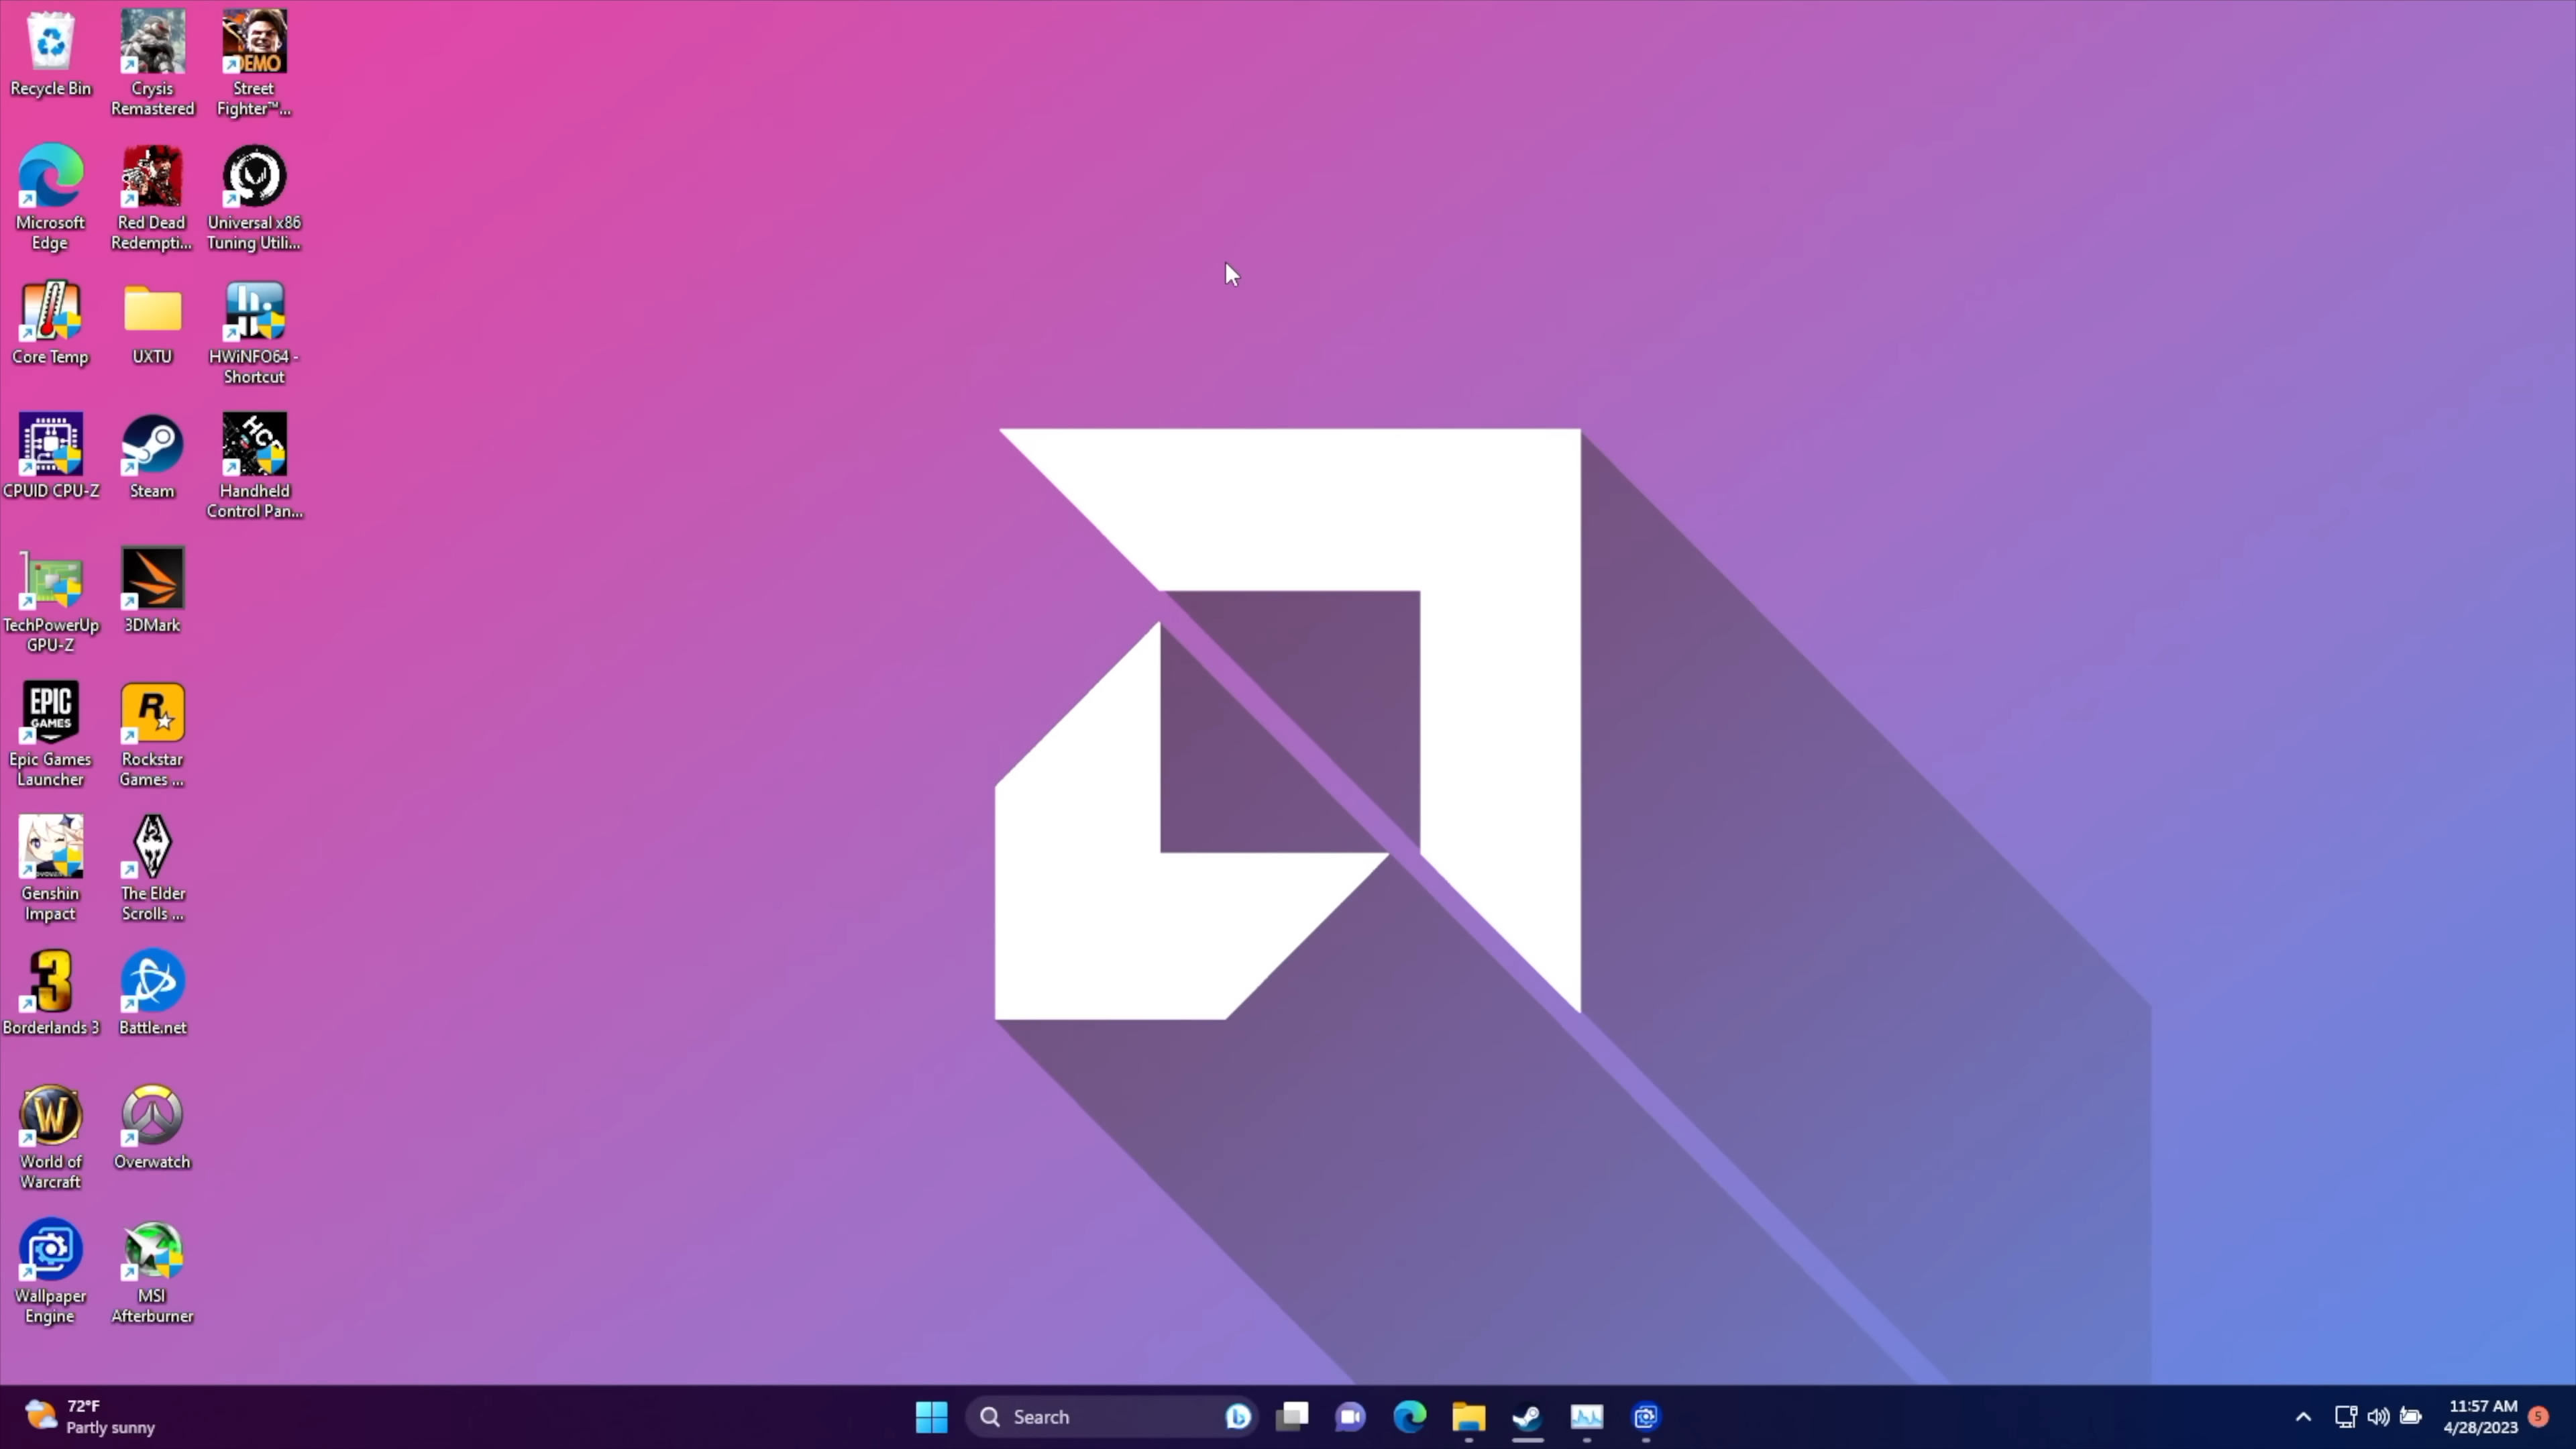 Recycle Bin
Crysis
Remastered
DEMO
Street
Fighter™...
Microsoft
Edge
Red Dead
Redempti...
Universal x86
Tuning Utili...
Core Temp
UXTU
HWiNFO64 -
Shortcut
CPUID CPU-Z
Steam
HCP
Handheld
Control Pan...
TechPowerUp
GPU-Z
3DMark
EPIC
GAMES
Epic Games
Launcher
R
Rockstar
Games ...
Genshin
Impact
The Elder
Scrolls ...
3
Borderlands 3
Battle.net
W
World of
Warcraft
Overwatch
Wallpaper
Engine
MSI
Afterburner
72°F
Partly sunny
Search
11:57 AM
4/28/2023
5